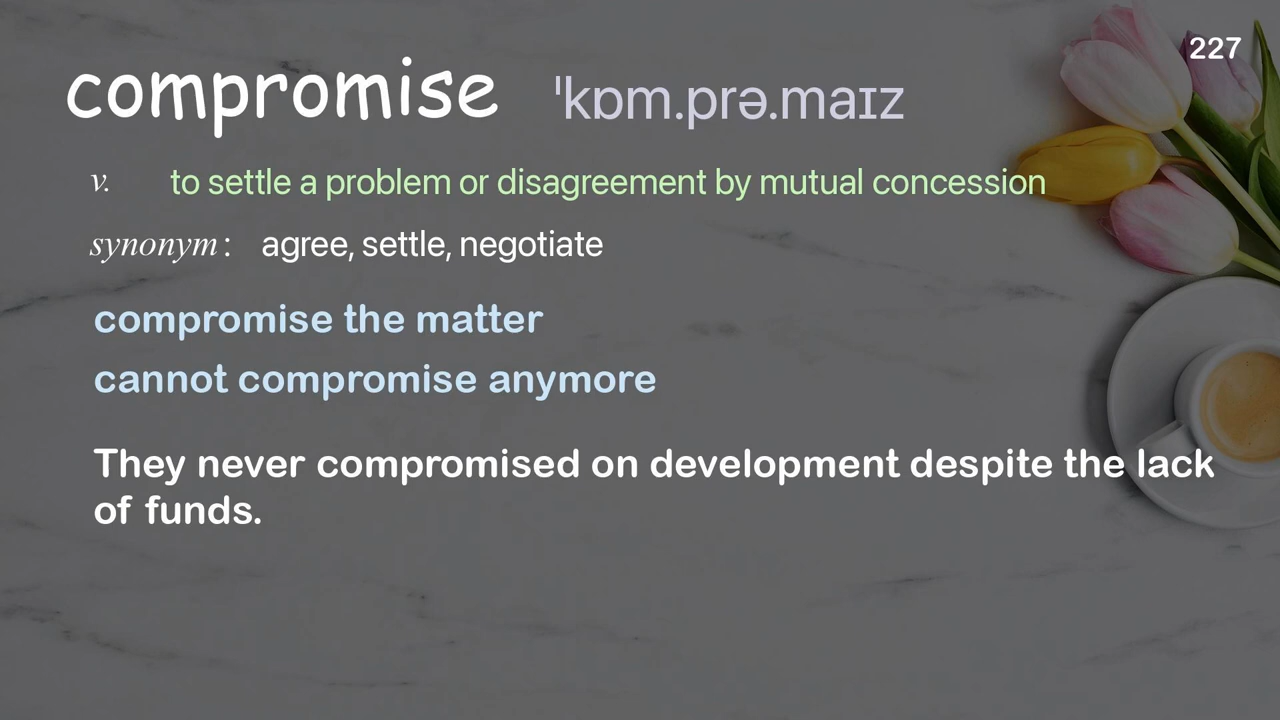 227
compromise ˈkɒm.prə.maɪz
v. to settle a problem or disagreement by mutual concession
synonym : agree, settle, negotiate
compromise the matter
cannot compromise anymore
They never compromised on development despite the lack
of funds.